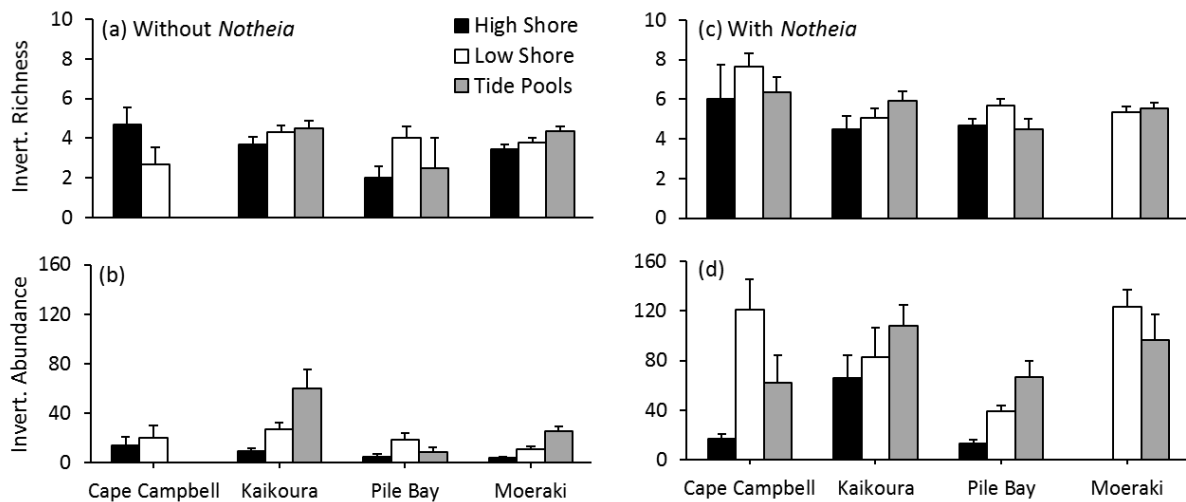 (a) Without Notheia
High Shore
Low Shore
Tide Pools
Invert. Richness
10
8
6
4
2
0
(c) With Notheia
10
8
6
4
2
0
(b)
Invert. Abundance
160
120
80
40
0
Cape Campbell Kaikoura Pile Bay Moeraki
(d)
160
120
80
40
0
Cape Campbell Kaikoura Pile Bay Moeraki